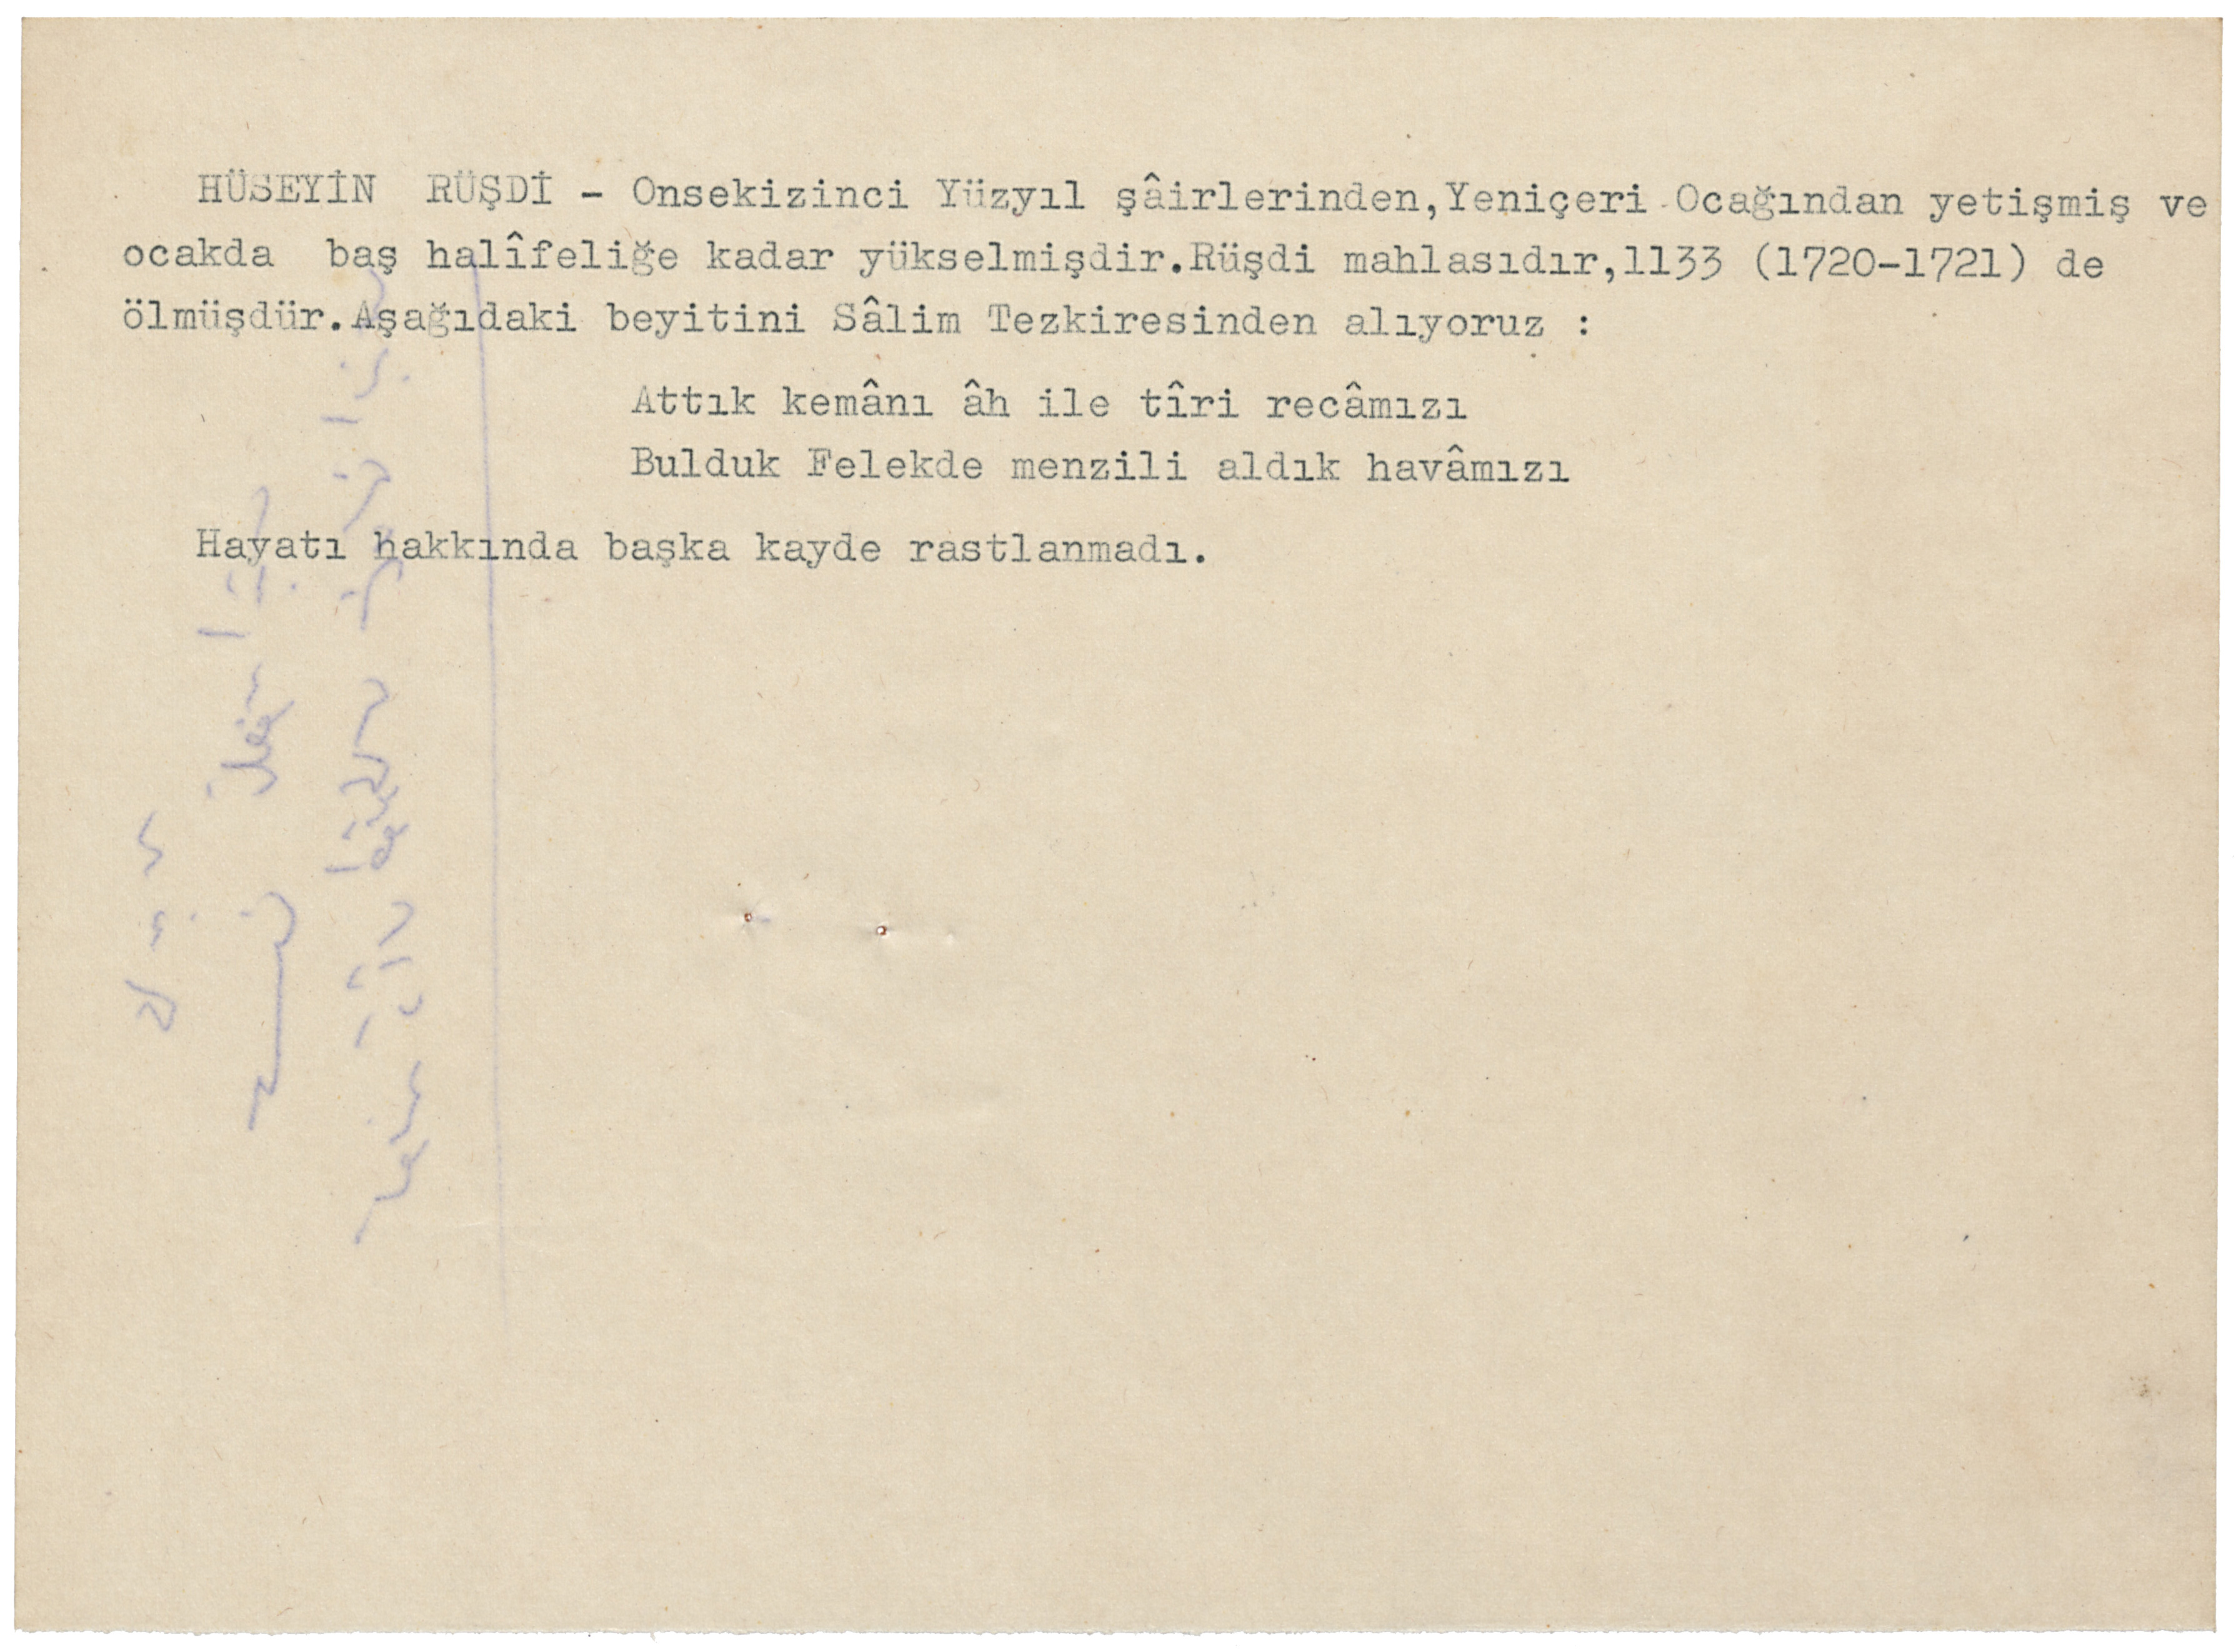 HÜSEYİN RÜŞDİ - Onsekizinci Yüzyıl şâirlerinden,Yeniçeri Ocağından yetişmiş ve
ocakda baş halîfeliğe kadar yükselmişdir.Rüşdi mahlasıdır,1133 (1720-1721) de
ölmüşdür.Aşağıdaki beyitini Sâlim Tezkiresinden alıyoruz :
Attık kemânı âh ile tîri recâmızı
Bulduk Felekde menzili aldık havâmızı
Hayatı hakkında başka kayde rastlanmadı.